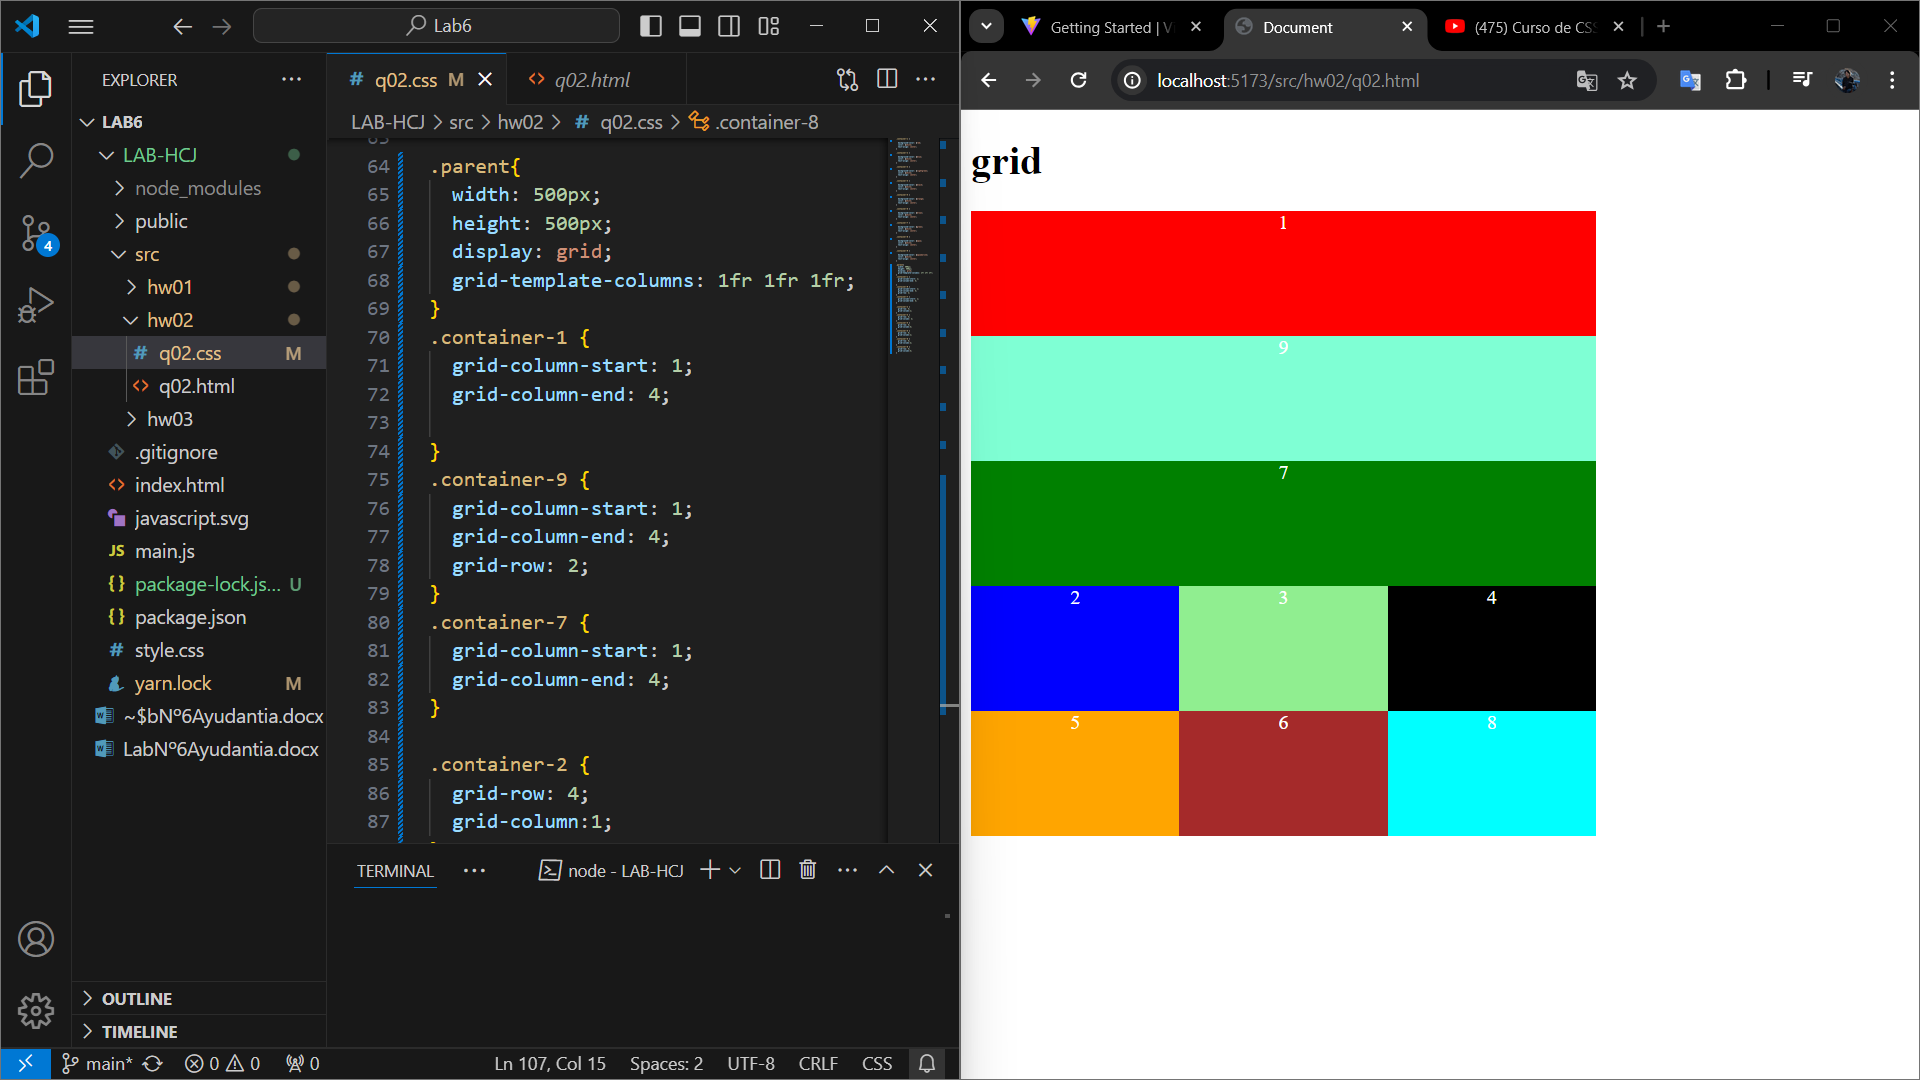 Lab6
EXPLORER
LAB6
LAB-HCJ
node_modules
public
src
hw01
hw02
q02.css M
q02.html
hw03
.gitignore
index.html
javascript.svg
JS main.js
{} package-lock.js... U
{} package.json
# style.css
yarn.lock M
~$bNº6Ayudantia.docx
LabNº6Ayudantia.docx
OUTLINE
TIMELINE
4
# q02.css M
<> q02.html
LAB-HCJ > src > hw02 > # q02.css > .container-8
64 .parent{
65 width: 500px;
66 height: 500px;
67 display: grid;
68 grid-template-columns: 1fr 1fr 1fr;
69 }
70 .container-1 {
71 grid-column-start: 1;
72 grid-column-end: 4;
73
74 }
75 .container-9 {
76 grid-column-start: 1;
77 grid-column-end: 4;
78 grid-row: 2;
79 }
80 .container-7 {
81 grid-column-start: 1;
82 grid-column-end: 4;
83 }
84
85 .container-2 {
86 grid-row: 4;
87 grid-column:1;
TERMINAL
node - LAB-HCJ
main* 0 0 0
Ln 107, Col 15 Spaces: 2 UTF-8 CRLF CSS
Getting Started | V
Document
(475) Curso de CS
localhost:5173/src/hw02/q02.html
grid
1
9
7
2 3 4
5 6 8